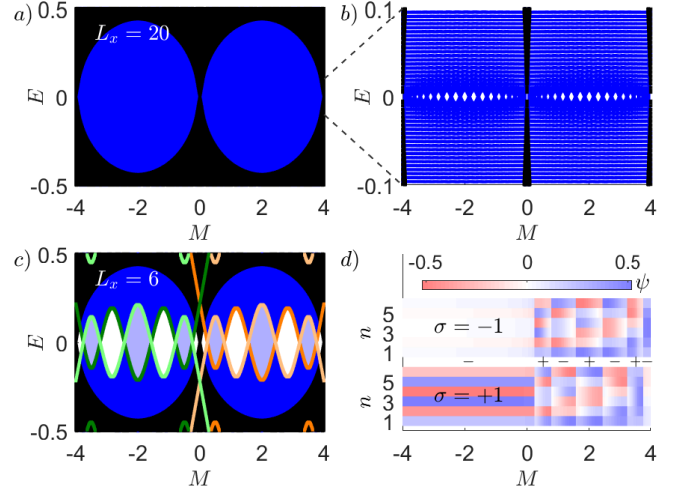 a) 0.5 L_x = 20 E 0 -0.5 -4 -2 0 2 4 M
b) 0.1 E 0 -0.1 -4 -2 0 2 4 M
c) 0.5 L_x = 6 E 0 -0.5 -4 -2 0 2 4 M
d) -0.5 0 0.5 ψ
n 5 3 1 σ = −1
− + − + − + −
n 5 3 1 σ = +1
-4 -2 0 2 4
M